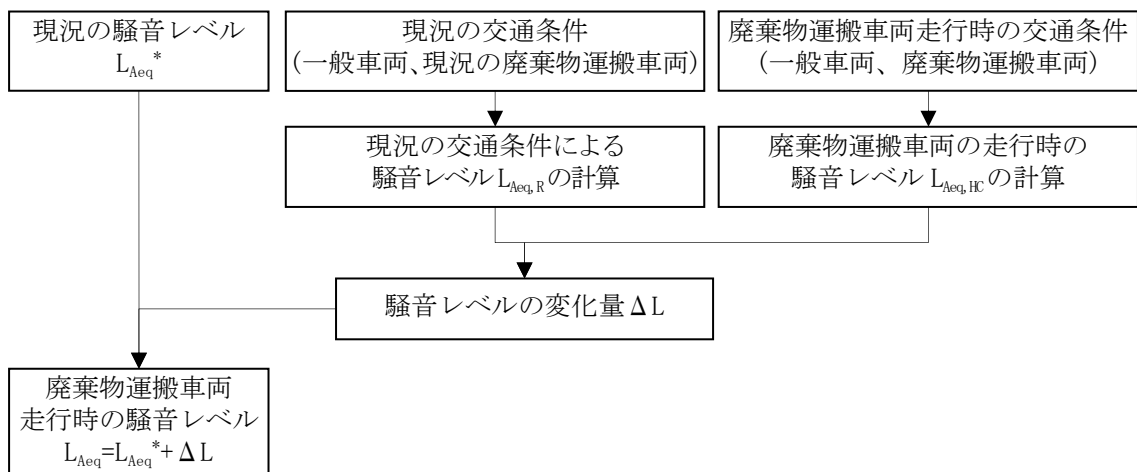 現況の騒音レベル
L_Aeq*
現況の交通条件
(一般車両、現況の廃棄物運搬車両)
廃棄物運搬車両走行時の交通条件
(一般車両、廃棄物運搬車両)
現況の交通条件による
騒音レベルL_Aeq,Rの計算
廃棄物運搬車両の走行時の
騒音レベルL_Aeq,HCの計算
騒音レベルの変化量ΔL
廃棄物運搬車両
走行時の騒音レベル
L_Aeq=L_Aeq*+ΔL